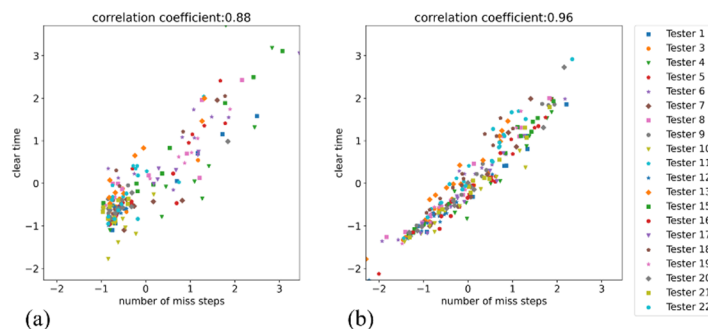 correlation coefficient:0.88
clear time
3
2
1
0
−1
−2
−2
−1
0
1
2
3
number of miss steps
(a)
correlation coefficient:0.96
clear time
3
2
1
0
−1
−2
−2
−1
0
1
2
3
number of miss steps
(b)
Tester 1
Tester 3
Tester 4
Tester 5
Tester 6
Tester 7
Tester 8
Tester 9
Tester 10
Tester 11
Tester 12
Tester 13
Tester 15
Tester 16
Tester 17
Tester 18
Tester 19
Tester 20
Tester 21
Tester 22